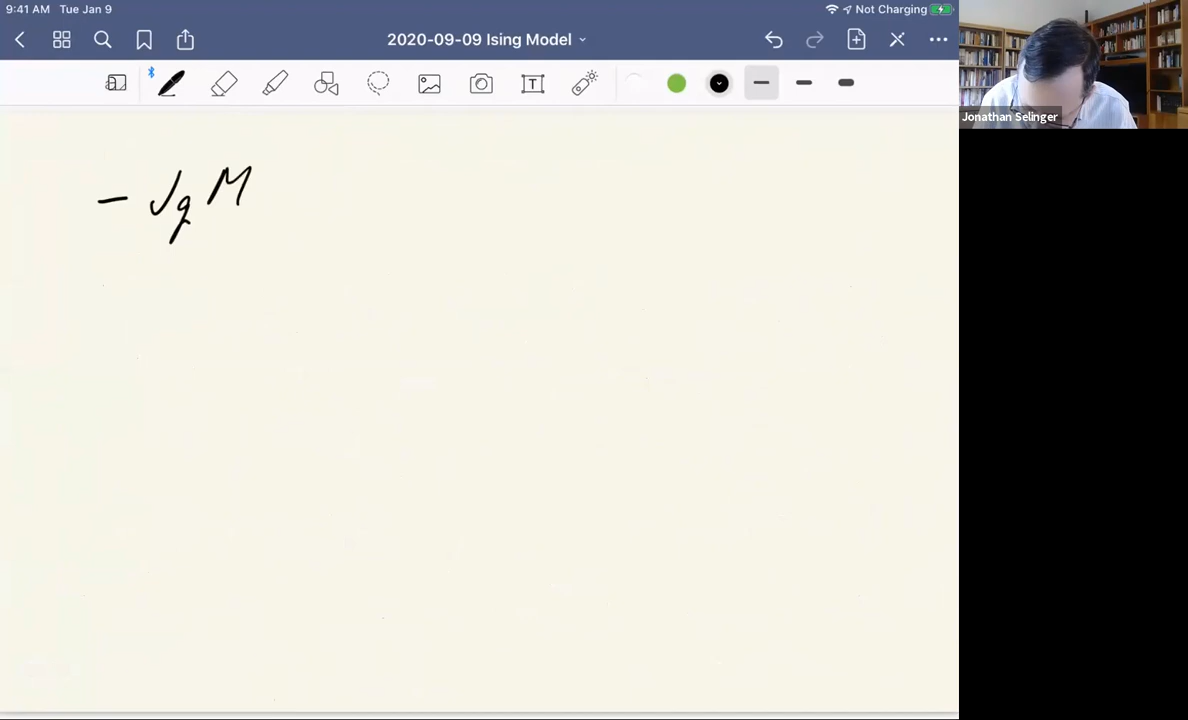 9:41 AM Tue Jan 9
Not Charging
2020-09-09 Ising Model
T
Jonathan Selinger
- J q M